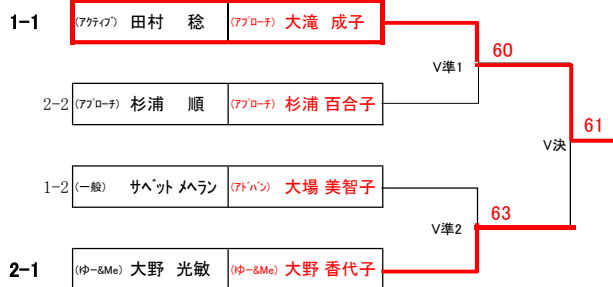 1-1 (アクティブ) 田村 稔 (アプローチ) 大滝 成子
60
V準1
2-2 (アプローチ) 杉浦 順 (アプローチ) 杉浦 百合子
61
V決
1-2 (一般) サベット メヘラン (アドバン) 大場 美智子
63
V準2
2-1 (ゆー&Me) 大野 光敏 (ゆー&Me) 大野 香代子